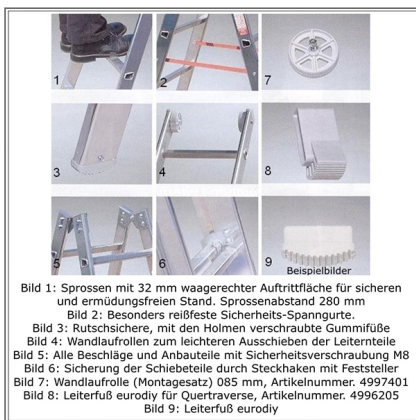 1
2
7
3
4
8
5
6
9
Beispielbilder
Bild 1: Sprossen mit 32 mm waagerechter Auftrittfläche für sicheren
und ermüdungsfreien Stand. Sprossenabstand 280 mm
Bild 2: Besonders reißfeste Sicherheits-Spanngurte.
Bild 3: Rutschsichere, mit den Holmen verschraubte Gummifüße
Bild 4: Wandlaufrollen zum leichteren Ausschieben der Leiternteile
Bild 5: Alle Beschläge und Anbauteile mit Sicherheitsverschraubung M8
Bild 6: Sicherung der Schiebeteile durch Steckhaken mit Feststeller
Bild 7: Wandlaufrolle (Montagesatz) 085 mm, Artikelnummer. 4997401
Bild 8: Leiterfuß eurodiy für Quertraverse, Artikelnummer. 4996205
Bild 9: Leiterfuß eurodiy